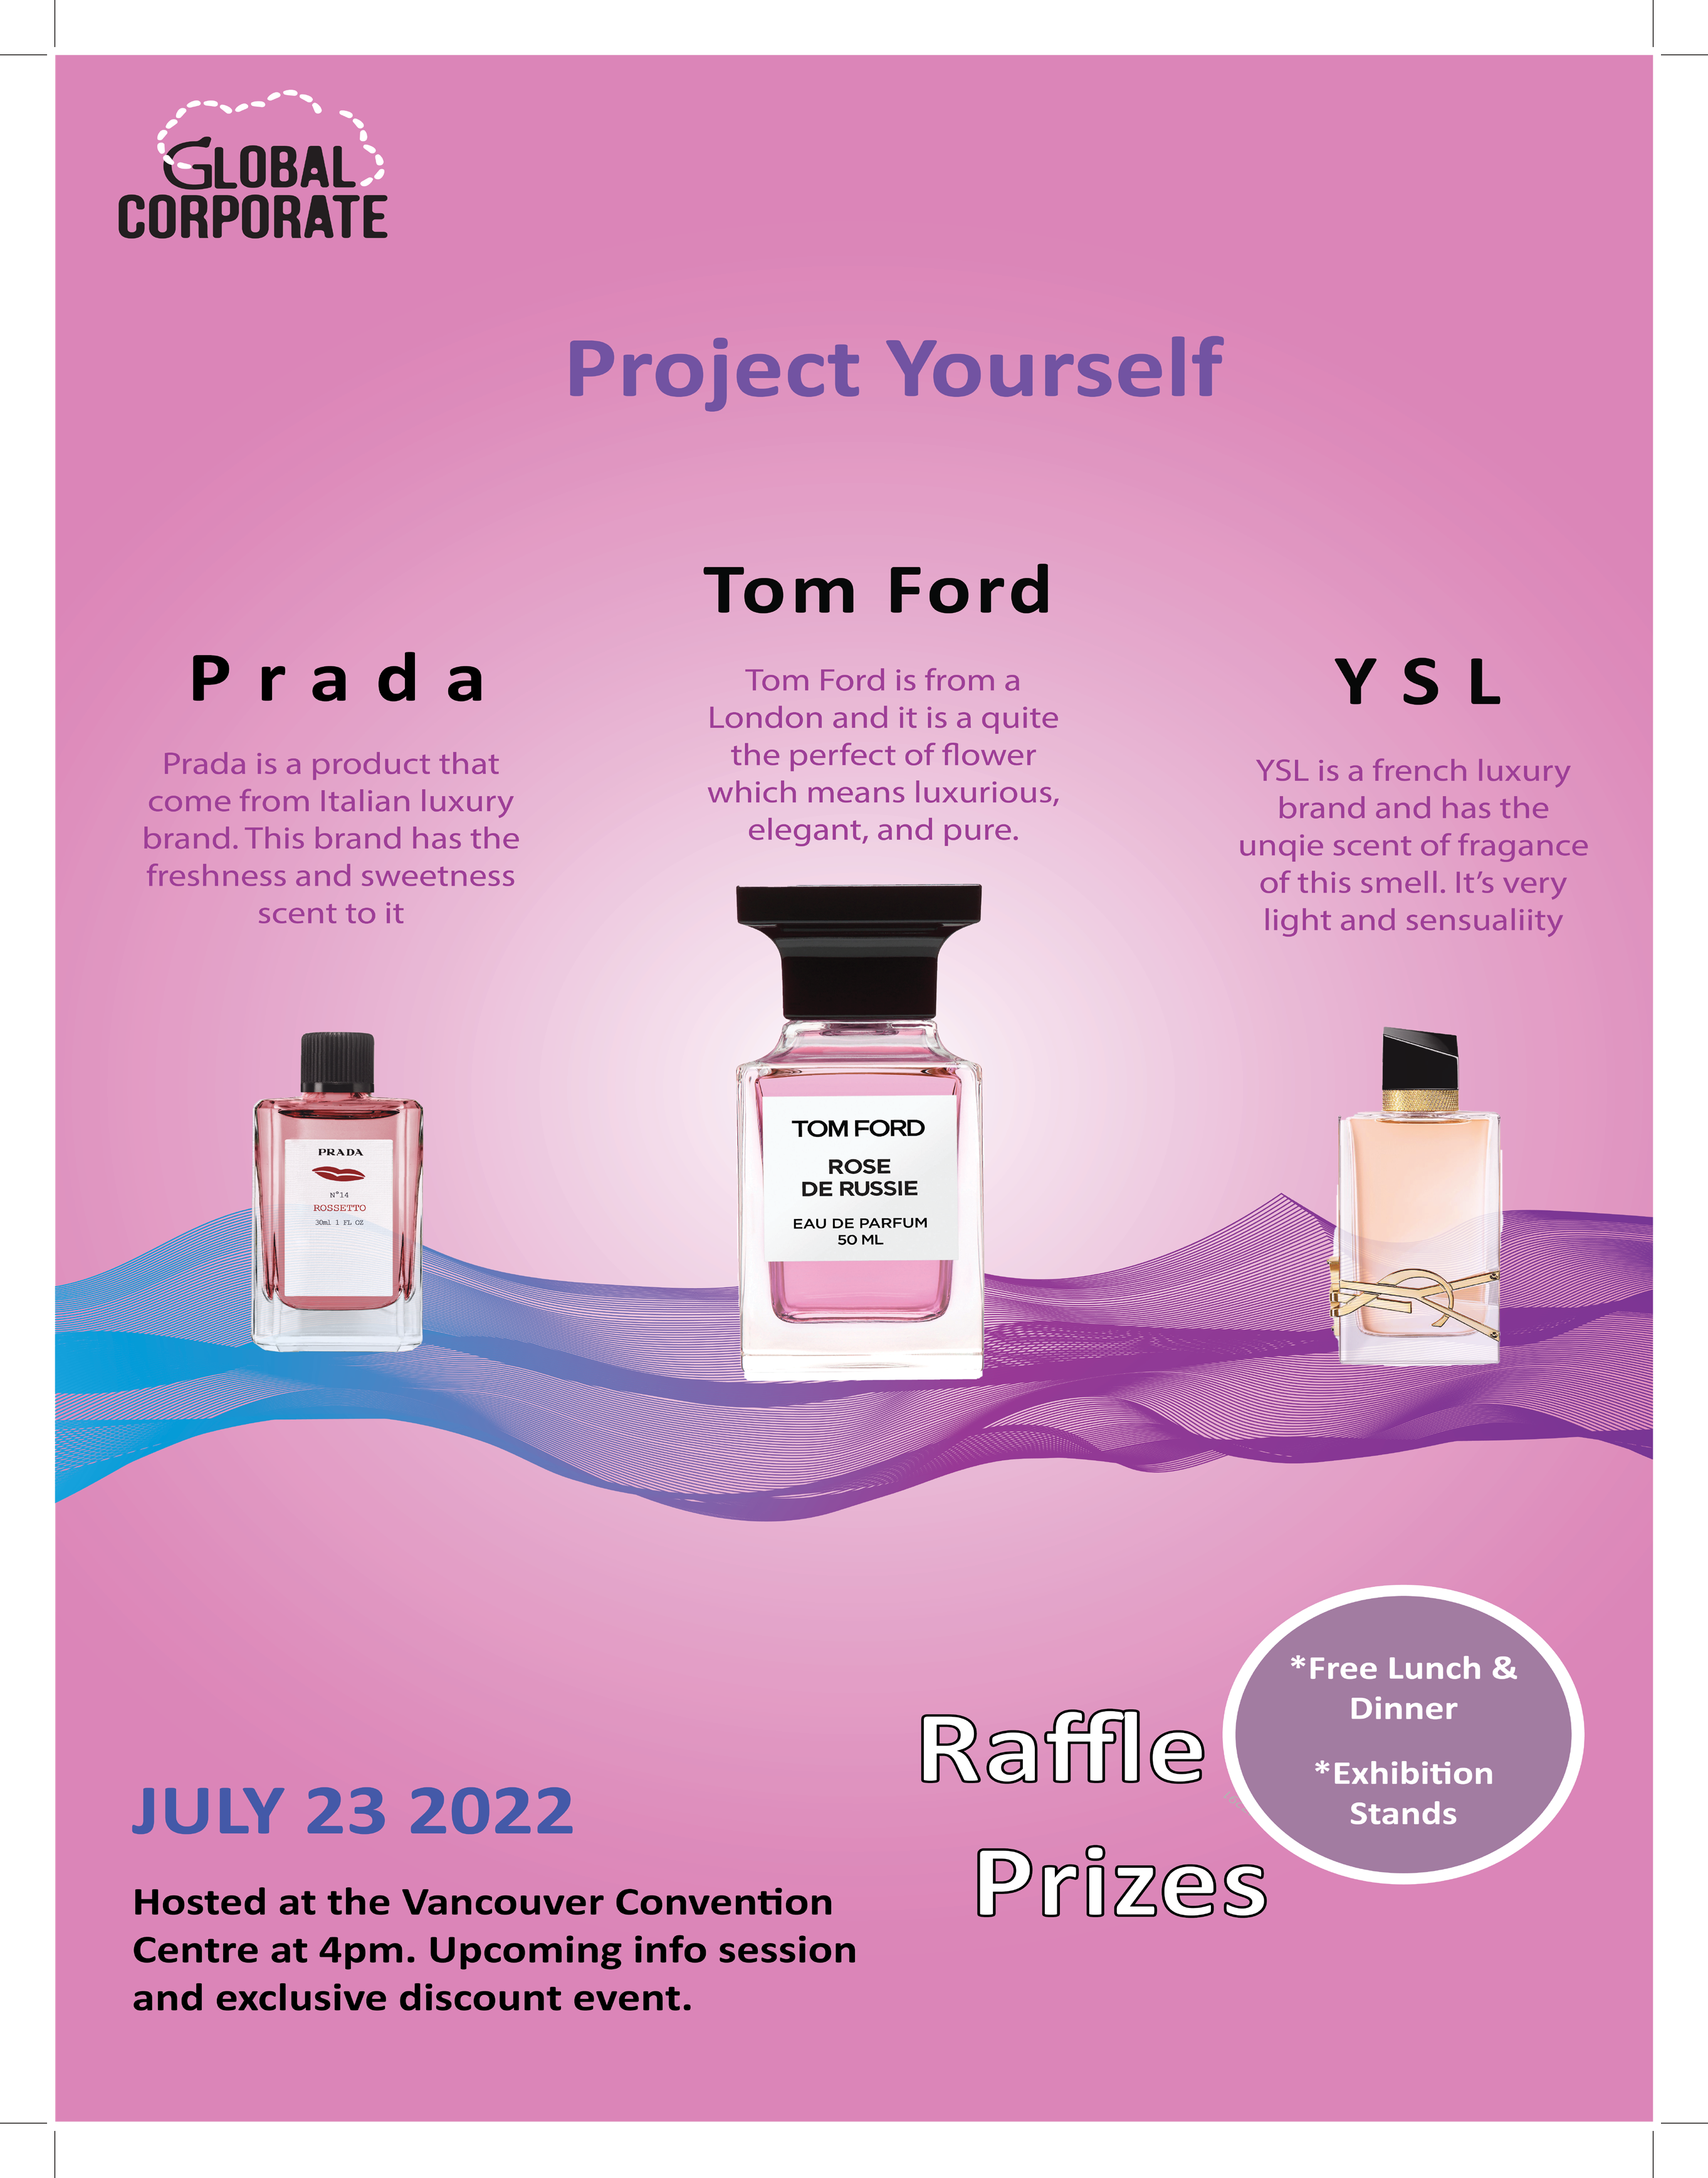 GLOBAL
CORPORATE
Project Yourself
Prada
Prada is a product that
come from Italian luxury
brand. This brand has the
freshness and sweetness
scent to it
Tom Ford
Tom Ford is from a
London and it is a quite
the perfect of flower
which means luxurious,
elegant, and pure.
YSL
YSL is a french luxury
brand and has the
unqie scent of fragance
of this smell. It’s very
light and sensualiity
PRADA
N°14
ROSSETTO
30ml 1 FL OZ
TOM FORD
ROSE
DE RUSSIE
EAU DE PARFUM
50 ML
*Free Lunch &
Dinner
*Exhibition
Stands
Raffle
Prizes
JULY 23 2022
Hosted at the Vancouver Convention
Centre at 4pm. Upcoming info session
and exclusive discount event.